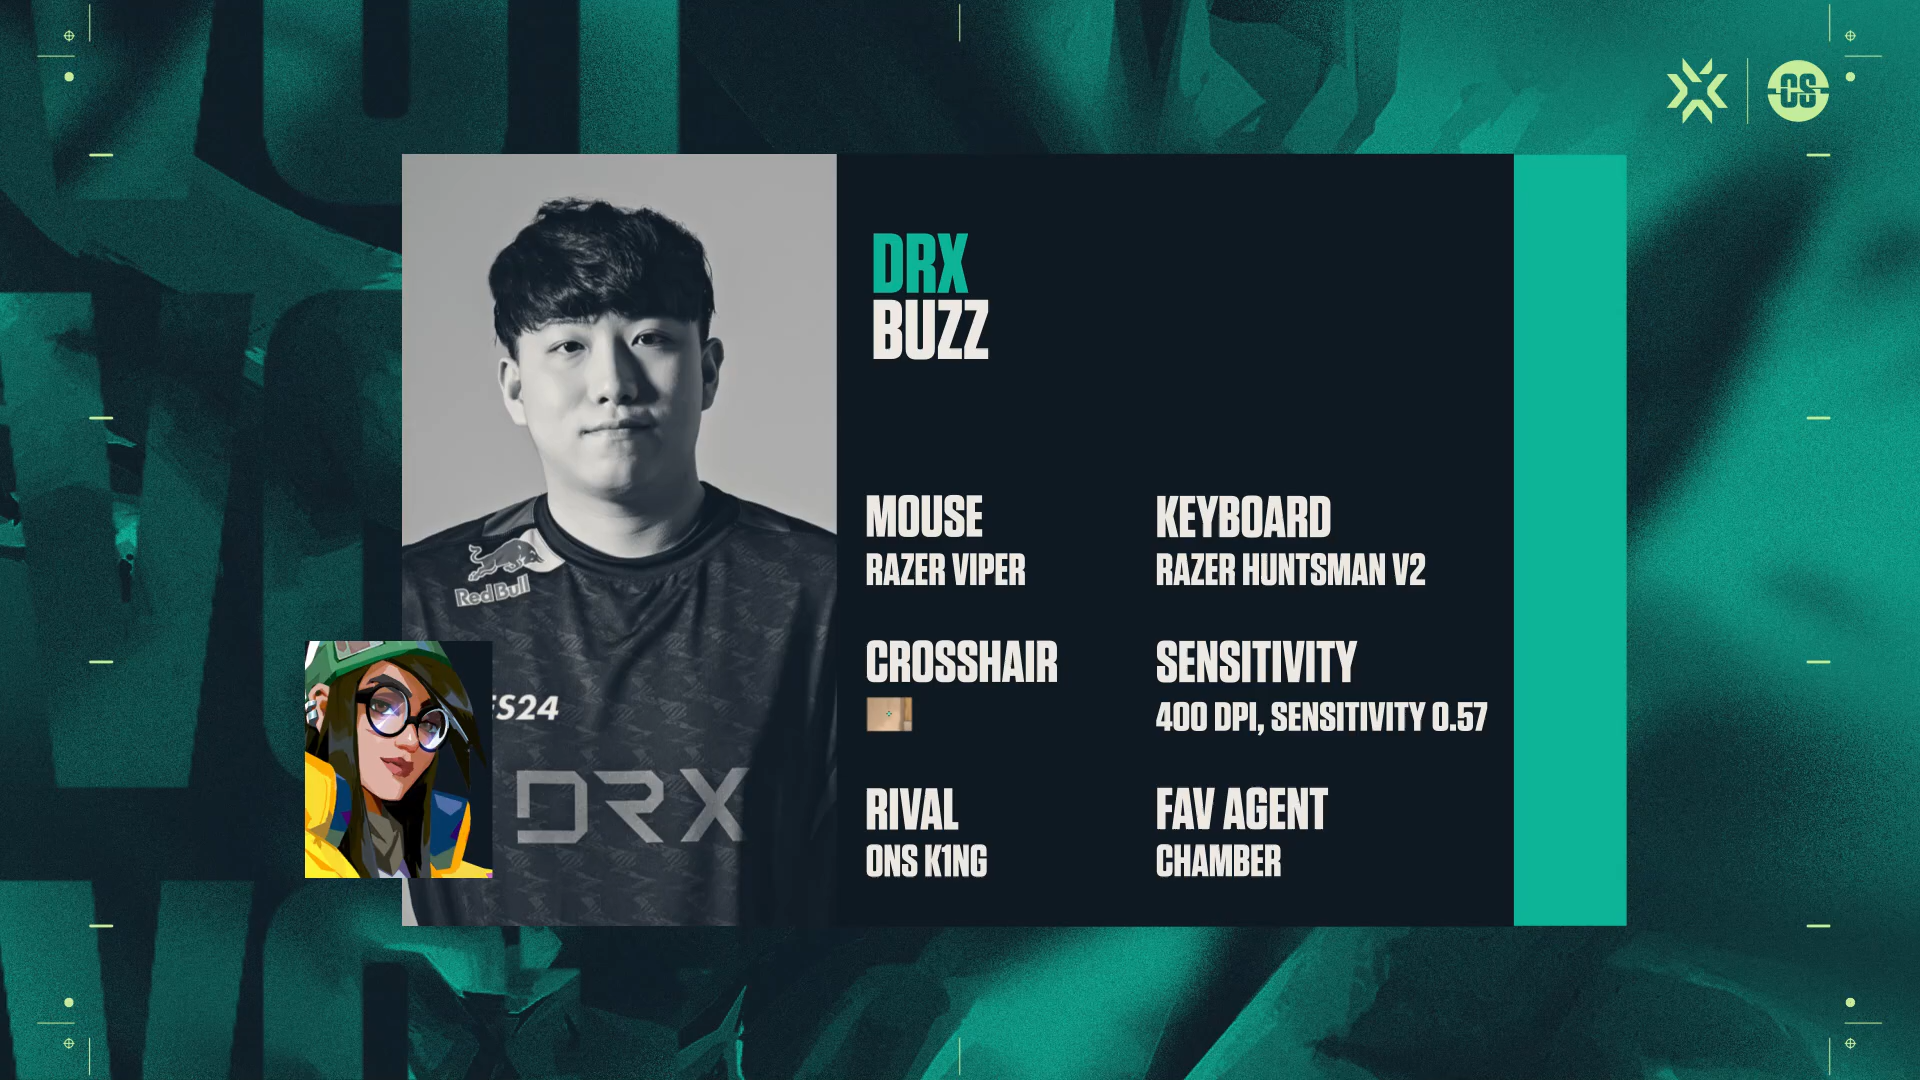 CS
DRX
BUZZ
Red Bull
S24
DRX
MOUSE
RAZER VIPER
KEYBOARD
RAZER HUNTSMAN V2
CROSSHAIR
SENSITIVITY
400 DPI, SENSITIVITY 0.57
RIVAL
ONS K1NG
FAV AGENT
CHAMBER